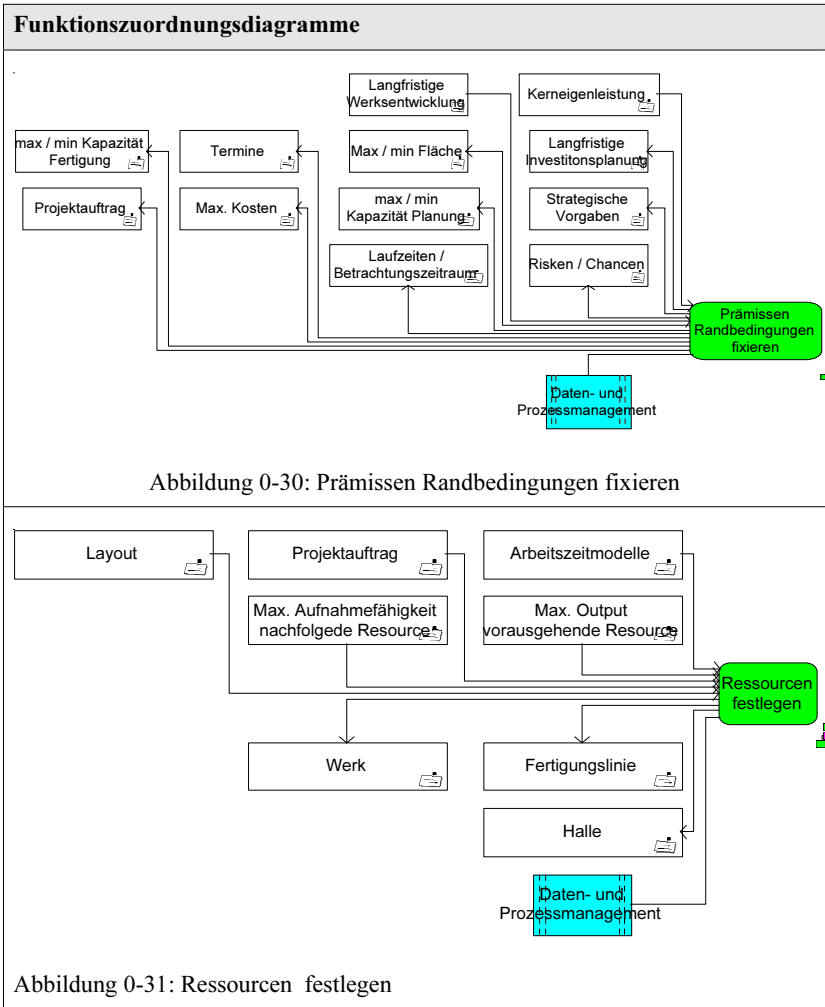 Funktionszuordnungsdiagramme
Langfristige
Werksentwicklung
Kerneigenleistung
max / min Kapazität
Fertigung
Termine
Max / min Fläche
Langfristige
Investitonsplanung
Projektauftrag
Max. Kosten
max / min
Kapazität Planung
Strategische
Vorgaben
Laufzeiten /
Betrachtungszeitraum
Risken / Chancen
Prämissen
Randbedingungen
fixieren
Daten- und
Prozessmanagement
Abbildung 0-30: Prämissen Randbedingungen fixieren
Layout
Projektauftrag
Arbeitszeitmodelle
Max. Aufnahmefähigkeit
nachfolgede Resource
Max. Output
vorausgehende Resource
Ressourcen
festlegen
Werk
Fertigungslinie
Halle
Daten- und
Prozessmanagement
Abbildung 0-31: Ressourcen festlegen